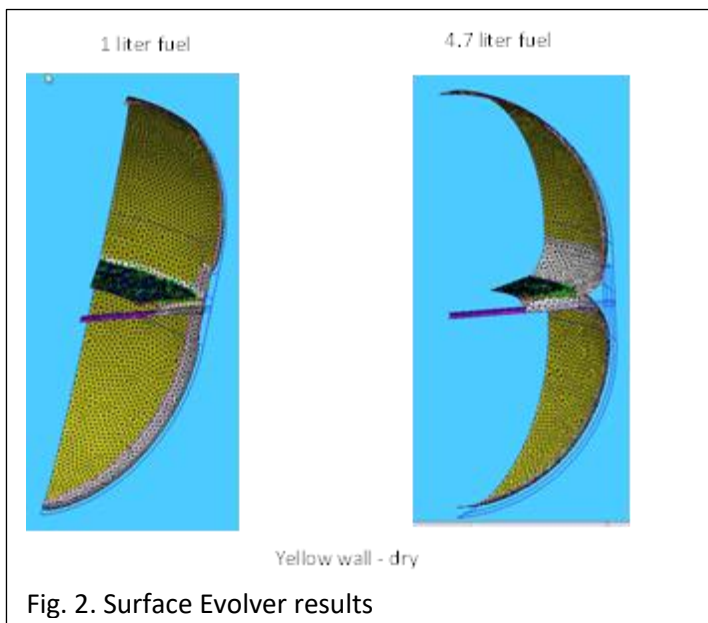 1 liter fuel
4.7 liter fuel
Yellow wall - dry
Fig. 2. Surface Evolver results